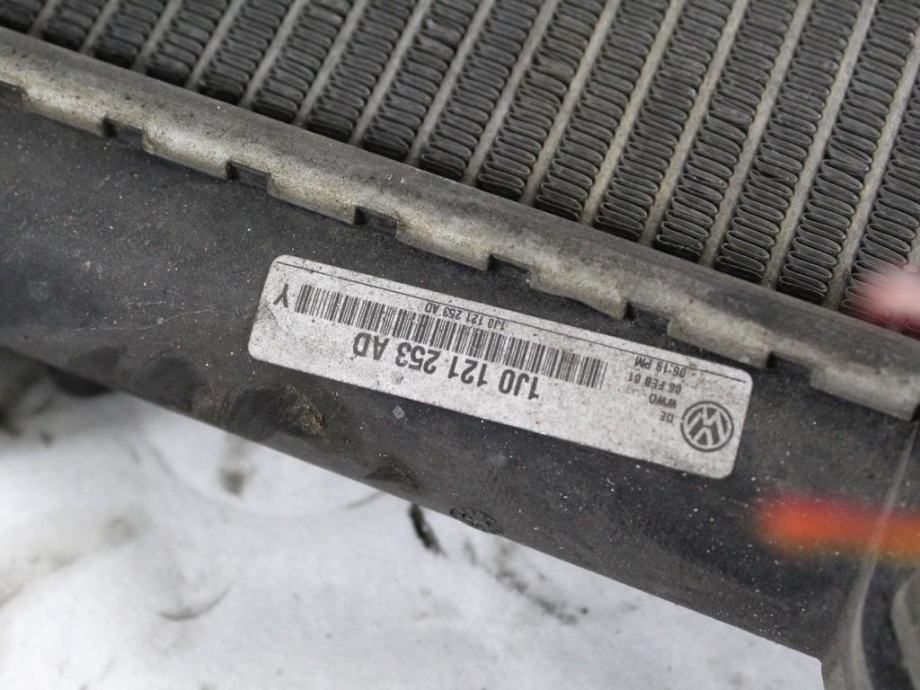 DE
WWO
06 FEB 01
05:19 PM
1J0 121 253 AD
1J0 121 253 AD
Y